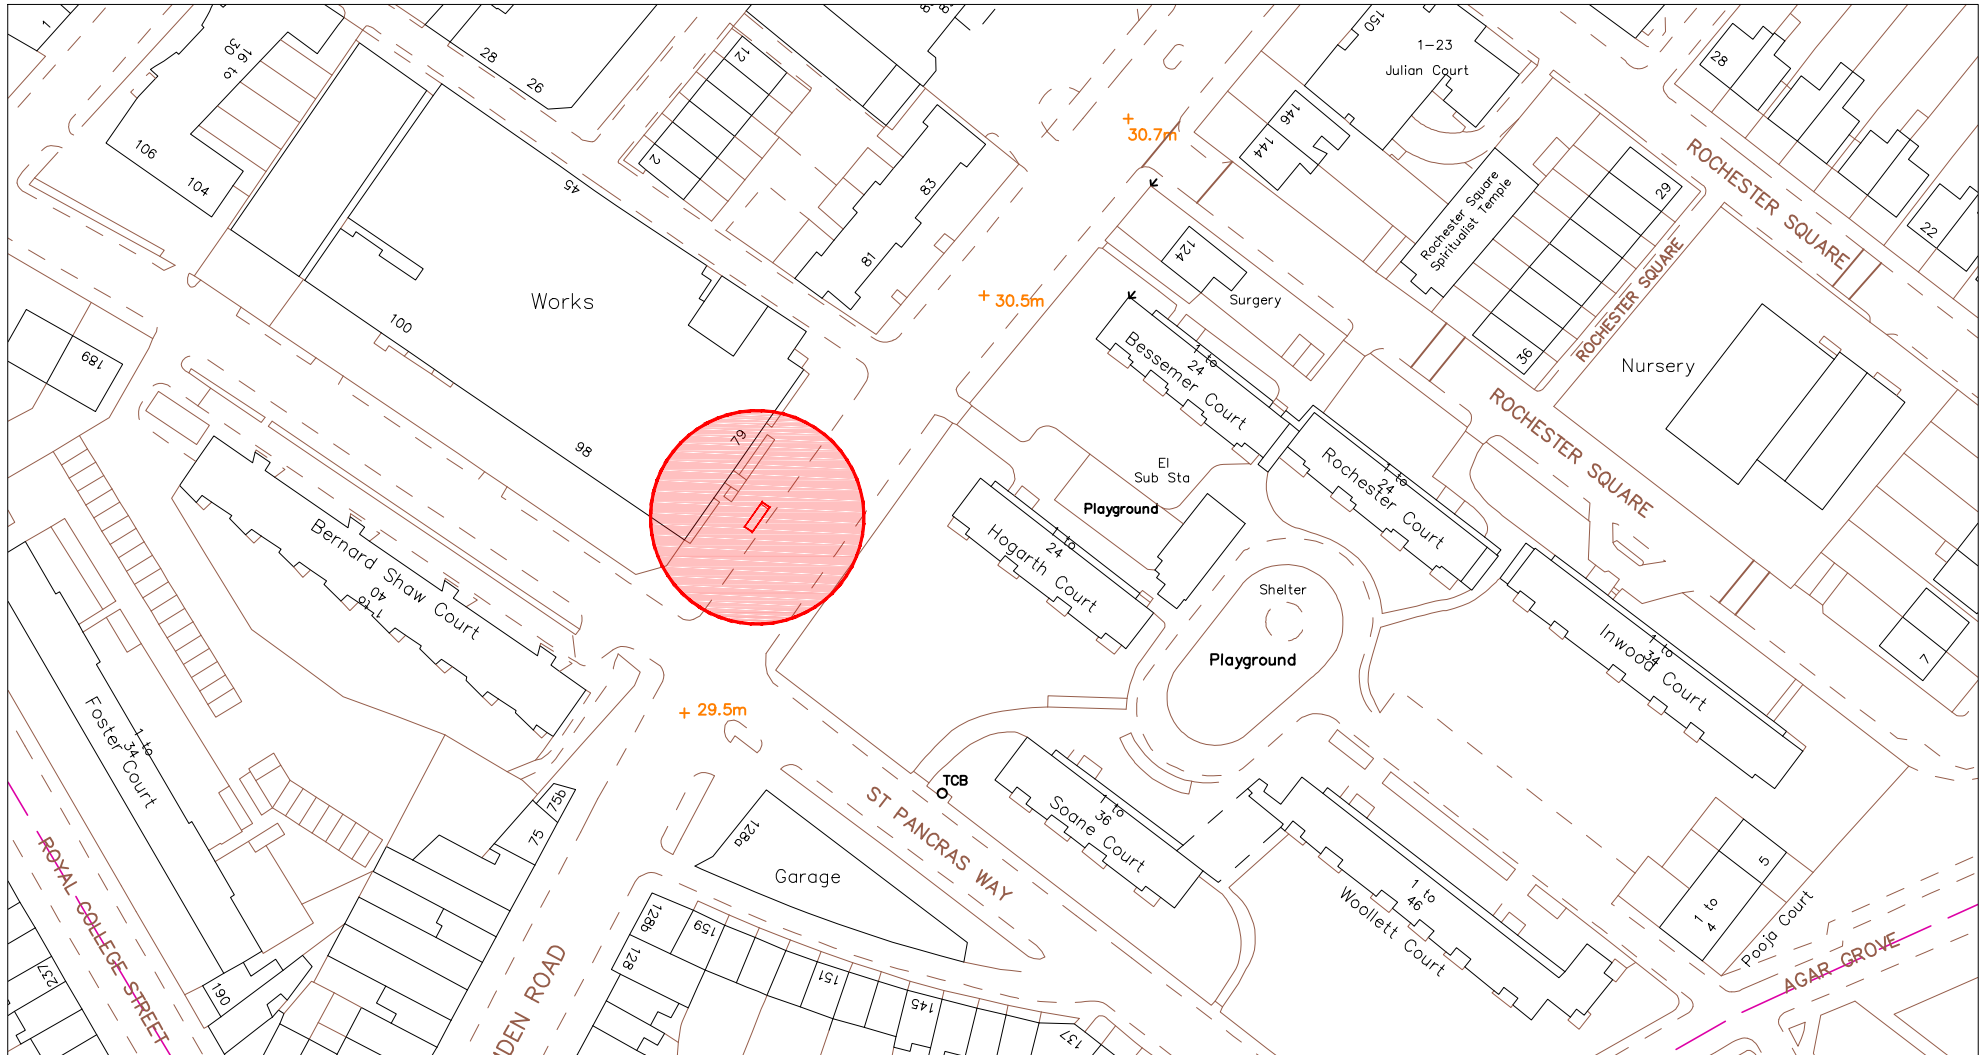 1
16 to
30
28
26
12
150
1-23
Julian Court
28
106
104
45
2
83
81
30.7m
146
144
Rochester Square
Spiritualist Temple
29
ROCHESTER SQUARE
22
189
100
Works
30.5m
124
Surgery
1 to
24
Bessemer Court
36
ROCHESTER SQUARE
Nursery
98
79
El
Sub Sta
Playground
1 to
24
Rochester Court
ROCHESTER SQUARE
Bernard Shaw Court
1 to
40
1 to
24
Hogarth Court
Shelter
Playground
1 to
34
Inwood Court
7
1 to
34
Foster Court
29.5m
75b
75
128a
Garage
TCB
ST PANCRAS WAY
1 to
36
Soane Court
1 to
46
Woollett Court
5
1 to
4
Pooja Court
AGAR GROVE
ROYAL COLLEGE STREET
237
190
DEN ROAD
128b
128
159
151
145
137